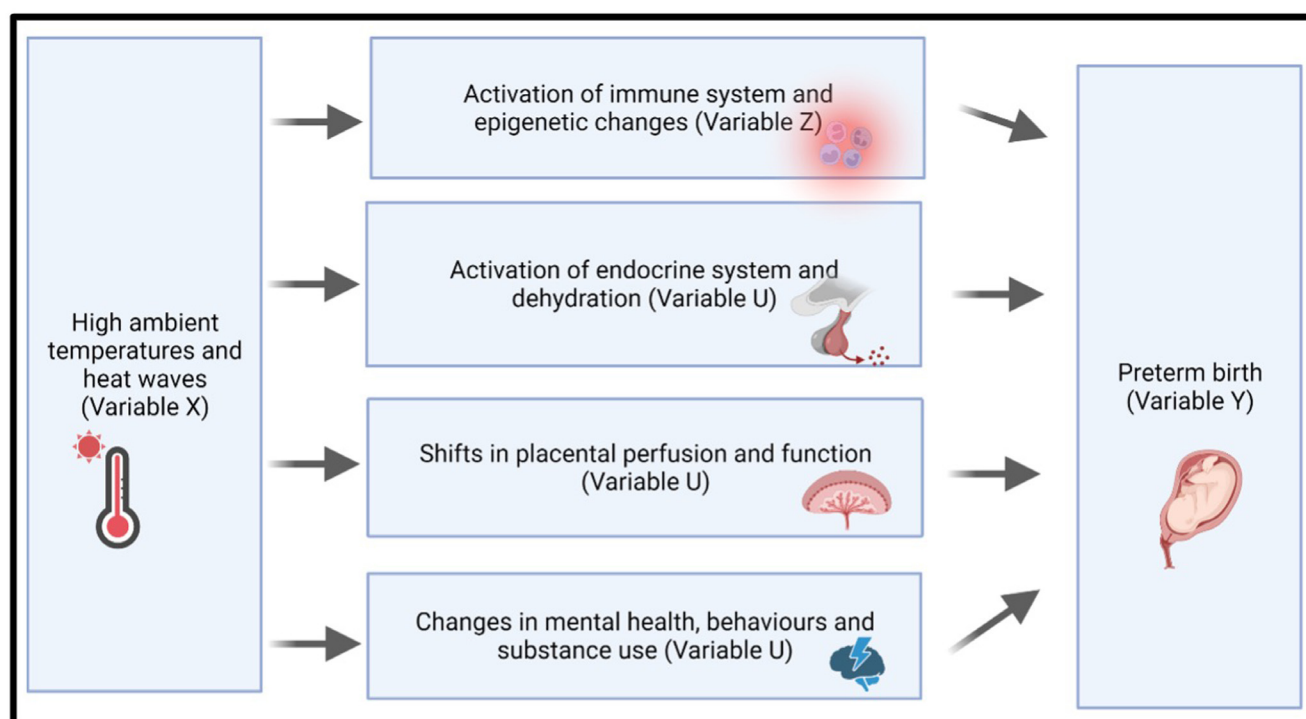 High ambient
temperatures and
heat waves
(Variable X)
Activation of immune system and
epigenetic changes (Variable Z)
Activation of endocrine system and
dehydration (Variable U)
Shifts in placental perfusion and function
(Variable U)
Changes in mental health, behaviours and
substance use (Variable U)
Preterm birth
(Variable Y)